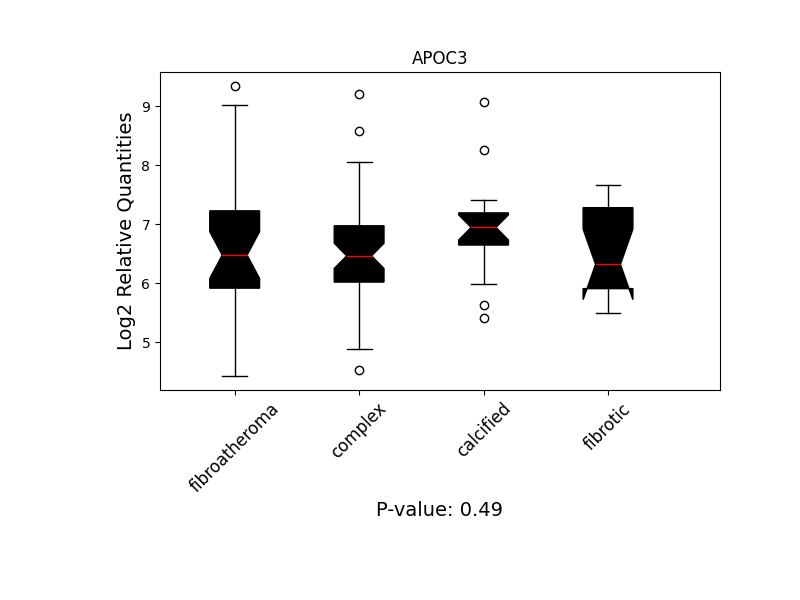 APOC3
Log2 Relative Quantities
9
8
7
6
5
fibroatheroma
complex
calcified
fibrotic
P-value: 0.49